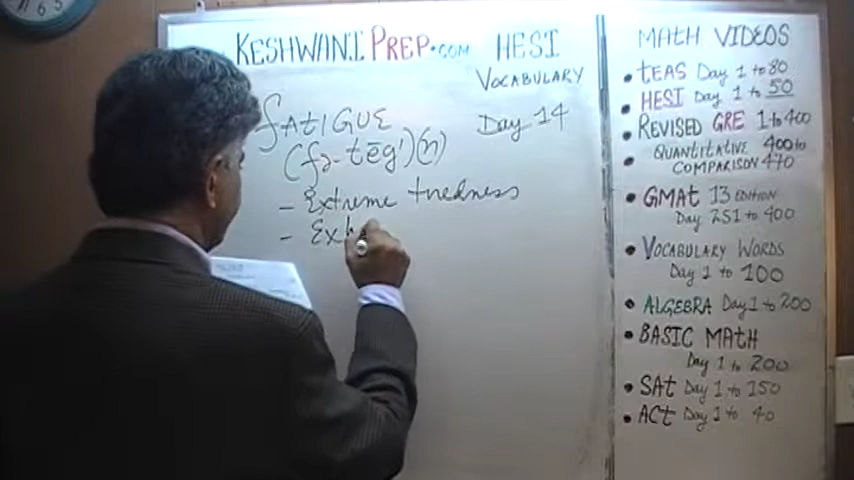 KESHWANI PREP.COM HESI
VOCABULARY
Day 14
FATIGUE
(fə-tēg')(n)
- Extreme tiredness
- Exh
MATH VIDEOS
• TEAS Day 1 to 80
• HESI Day 1 to 50
• REVISED GRE 1 to 400
• QUANTITATIVE 400 to
COMPARISON 470
• GMAT 13 EDITION
Day 251 to 400
• VOCABULARY WORDS
Day 1 to 100
• ALGEBRA Day 1 to 200
• BASIC MATH
Day 1 to 200
• SAT Day 1 to 150
• ACT Day 1 to 40